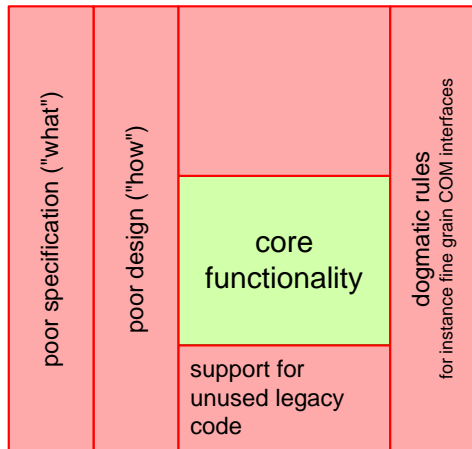 poor specification ("what")
poor design ("how")
core
functionality
support for
unused legacy
code
dogmatic rules
for instance fine grain COM interfaces